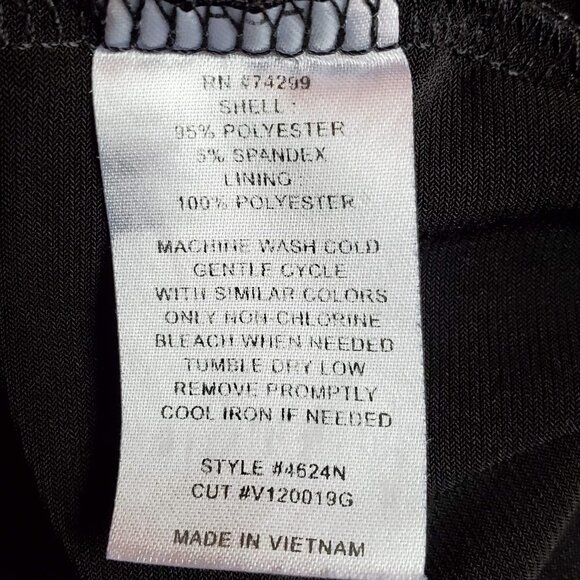 RN #74299
SHELL :
95% POLYESTER
5% SPANDEX
LINING :
100% POLYESTER
MACHINE WASH COLD
GENTLE CYCLE
WITH SIMILAR COLORS
ONLY NON-CHLORINE
BLEACH WHEN NEEDED
TUMBLE DRY LOW
REMOVE PROMPTLY
COOL IRON IF NEEDED
STYLE #4624N
CUT #V120019G
MADE IN VIETNAM